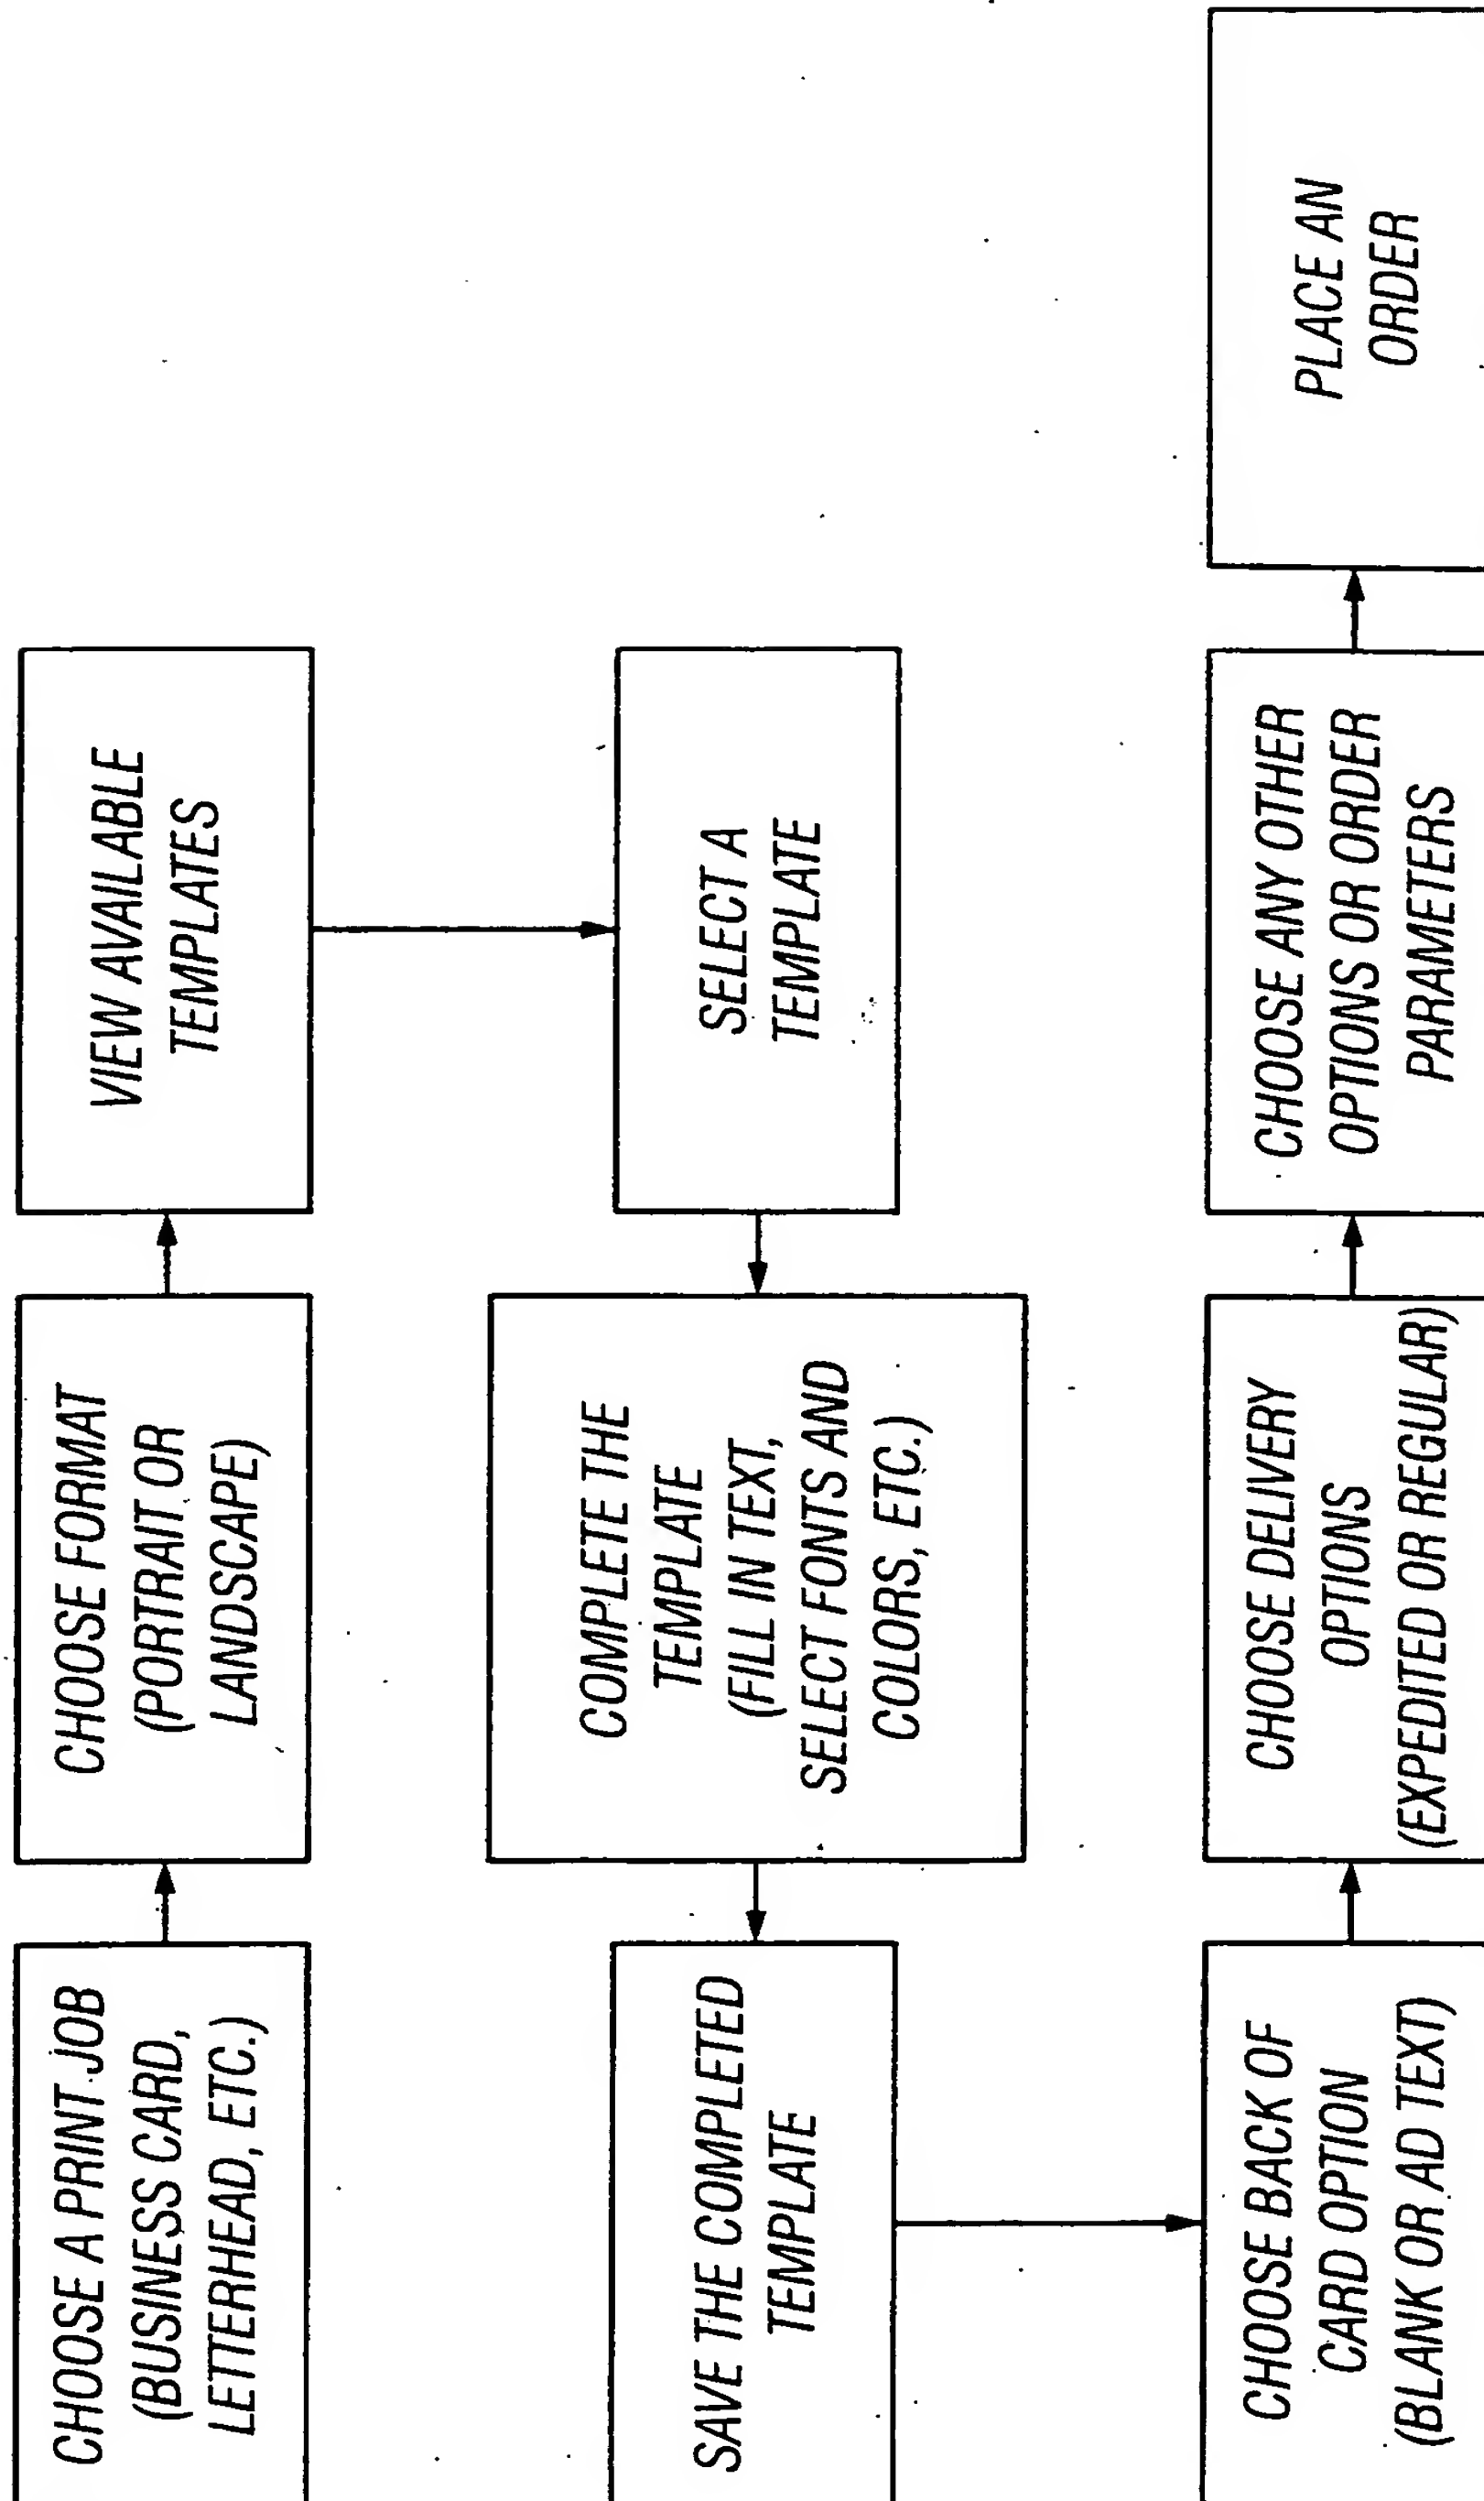 CHOOSE A PRINT JOB
(BUSINESS CARD,
LETTERHEAD, ETC.)
CHOOSE FORMAT
(PORTRAIT OR
LANDSCAPE)
VIEW AVAILABLE
TEMPLATES
SELECT A
TEMPLATE
COMPLETE THE
TEMPLATE
(FILL IN TEXT,
SELECT FONTS AND
COLORS, ETC.)
SAVE THE COMPLETED
TEMPLATE
CHOOSE BACK OF
CARD OPTION
(BLANK OR AD TEXT)
CHOOSE DELIVERY
OPTIONS
(EXPEDITED OR REGULAR)
CHOOSE ANY OTHER
OPTIONS OR ORDER
PARAMETERS
PLACE AN
ORDER